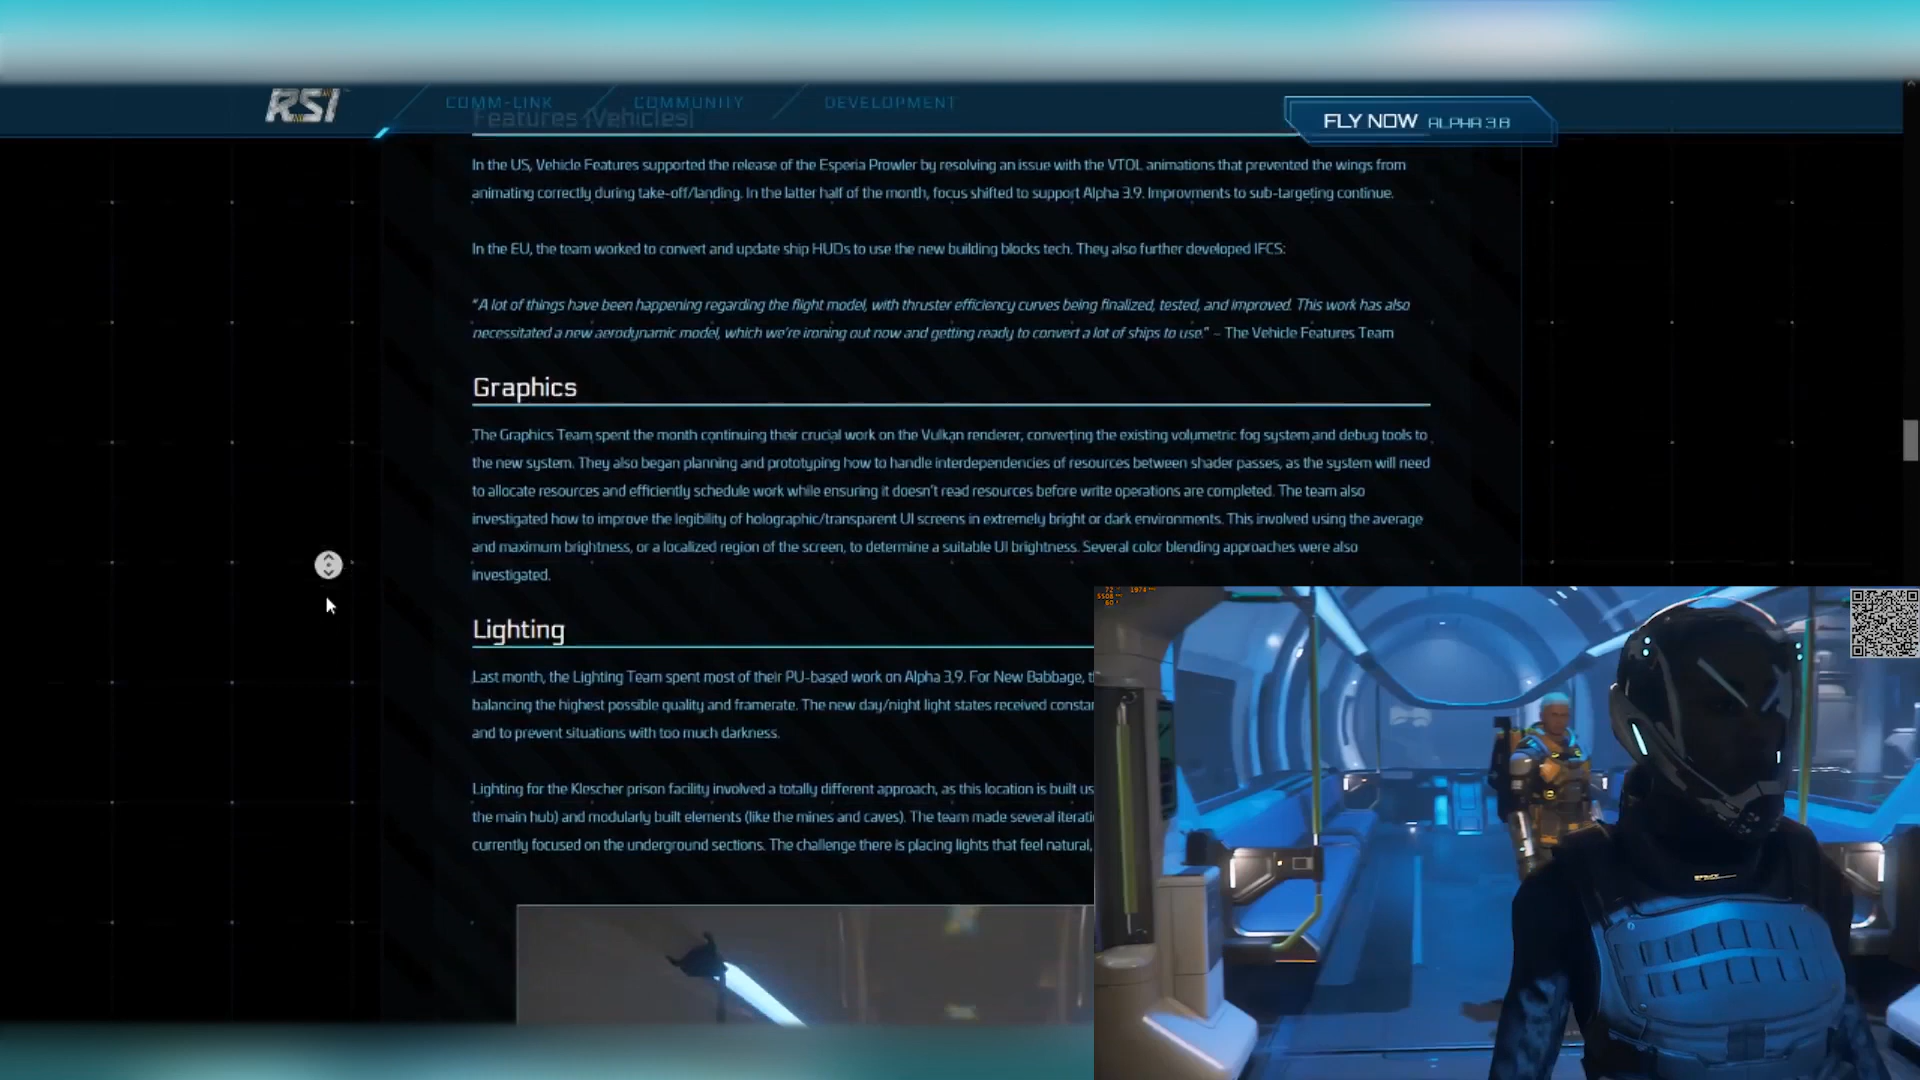 RSI
COMM-LINK COMMUNITY DEVELOPMENT
FLY NOW ALPHA 3.8
Features (Vehicles)
In the US, Vehicle Features supported the release of the Esperia Prowler by resolving an issue with the VTOL animations that prevented the wings from
animating correctly during take-off/landing. In the latter half of the month, focus shifted to support Alpha 3.9. Improvments to sub-targeting continue.
In the EU, the team worked to convert and update ship HUDs to use the new building blocks tech. They also further developed IFCS:
“A lot of things have been happening regarding the flight model, with thruster efficiency curves being finalized, tested, and improved. This work has also
necessitated a new aerodynamic model, which we’re ironing out now and getting ready to convert a lot of ships to use.” – The Vehicle Features Team
Graphics
The Graphics Team spent the month continuing their crucial work on the Vulkan renderer, converting the existing volumetric fog system and debug tools to
the new system. They also began planning and prototyping how to handle interdependencies of resources between shader passes, as the system will need
to allocate resources and efficiently schedule work while ensuring it doesn’t read resources before write operations are completed. The team also
investigated how to improve the legibility of holographic/transparent UI screens in extremely bright or dark environments. This involved using the average
and maximum brightness, or a localized region of the screen, to determine a suitable UI brightness. Several color blending approaches were also
investigated.
Lighting
Last month, the Lighting Team spent most of their PU-based work on Alpha 3.9. For New Babbage, t
balancing the highest possible quality and framerate. The new day/night light states received constan
and to prevent situations with too much darkness.
Lighting for the Klescher prison facility involved a totally different approach, as this location is built us
the main hub) and modularly built elements (like the mines and caves). The team made several iterati
currently focused on the underground sections. The challenge there is placing lights that feel natural,
72 1974
5508
60